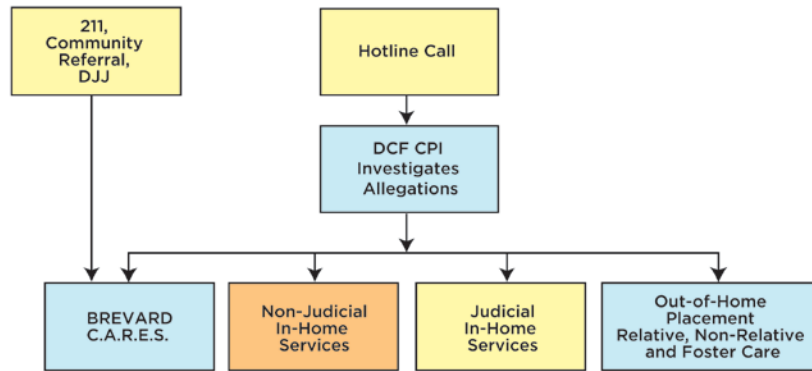 211,
Community
Referral,
DJJ
Hotline Call
DCF CPI
Investigates
Allegations
BREVARD
C.A.R.E.S.
Non-Judicial
In-Home
Services
Judicial
In-Home
Services
Out-of-Home
Placement
Relative, Non-Relative
and Foster Care